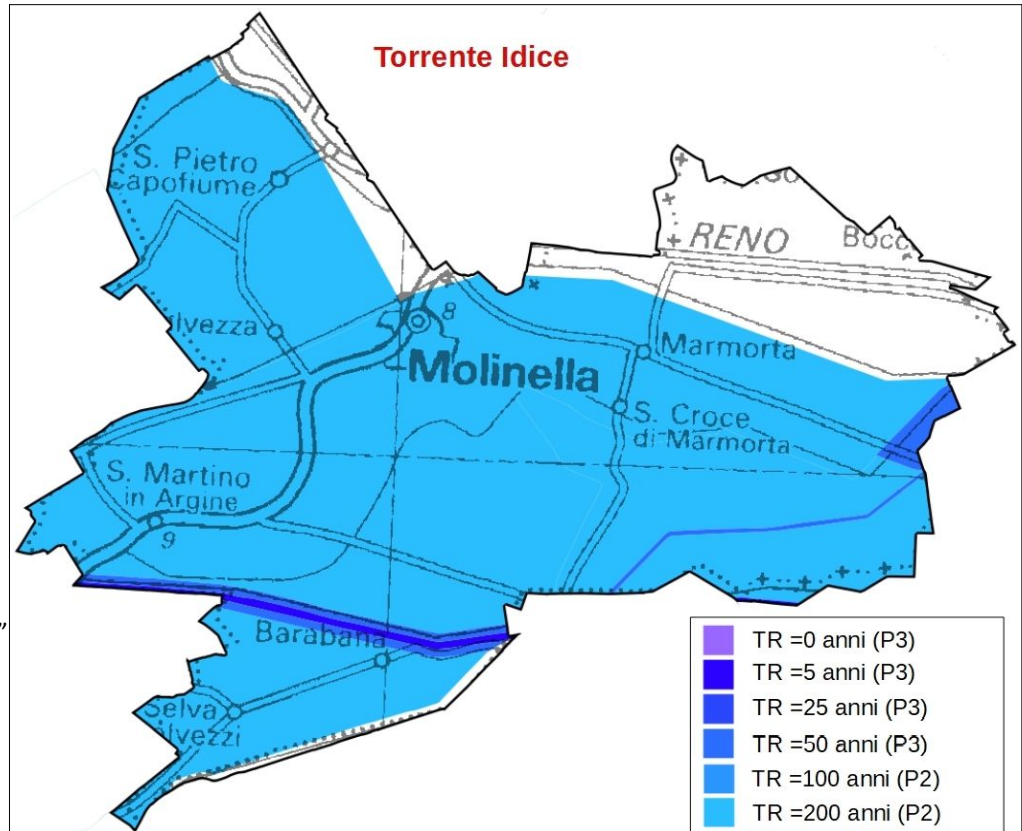 Torrente Idice
S. Pietro
Capofiume
RENO
Bocc
8
lvezza
Marmorta
Molinella
S. Croce
di Marmorta
S. Martino
in Argine
9
”
Barabana
Selva
alvezzi
TR =0 anni (P3)
TR =5 anni (P3)
TR =25 anni (P3)
TR =50 anni (P3)
TR =100 anni (P2)
TR =200 anni (P2)